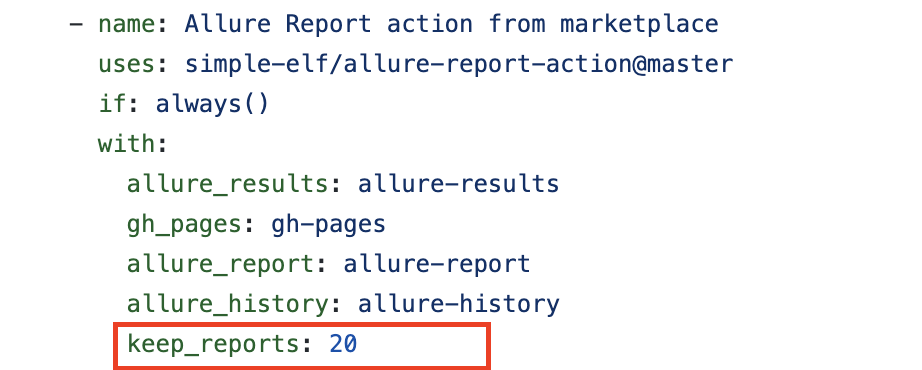 - name: Allure Report action from marketplace
uses: simple-elf/allure-report-action@master
if: always()
with:
allure_results: allure-results
gh_pages: gh-pages
allure_report: allure-report
allure_history: allure-history
keep_reports: 20